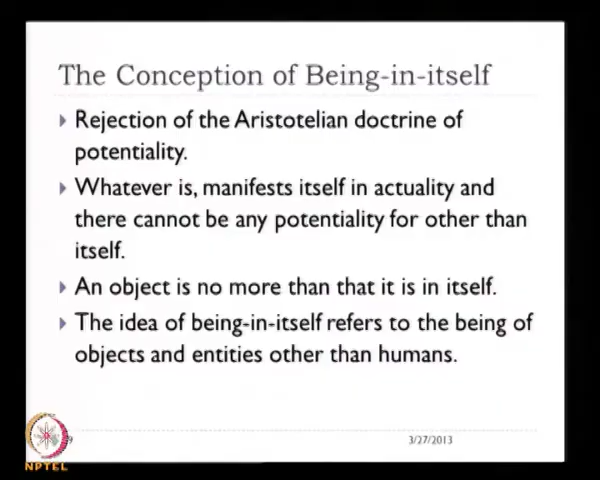 The Conception of Being-in-itself
Rejection of the Aristotelian doctrine of
potentiality.
Whatever is, manifests itself in actuality and
there cannot be any potentiality for other than
itself.
An object is no more than that it is in itself.
The idea of being-in-itself refers to the being of
objects and entities other than humans.
3/27/2013
NPTEL